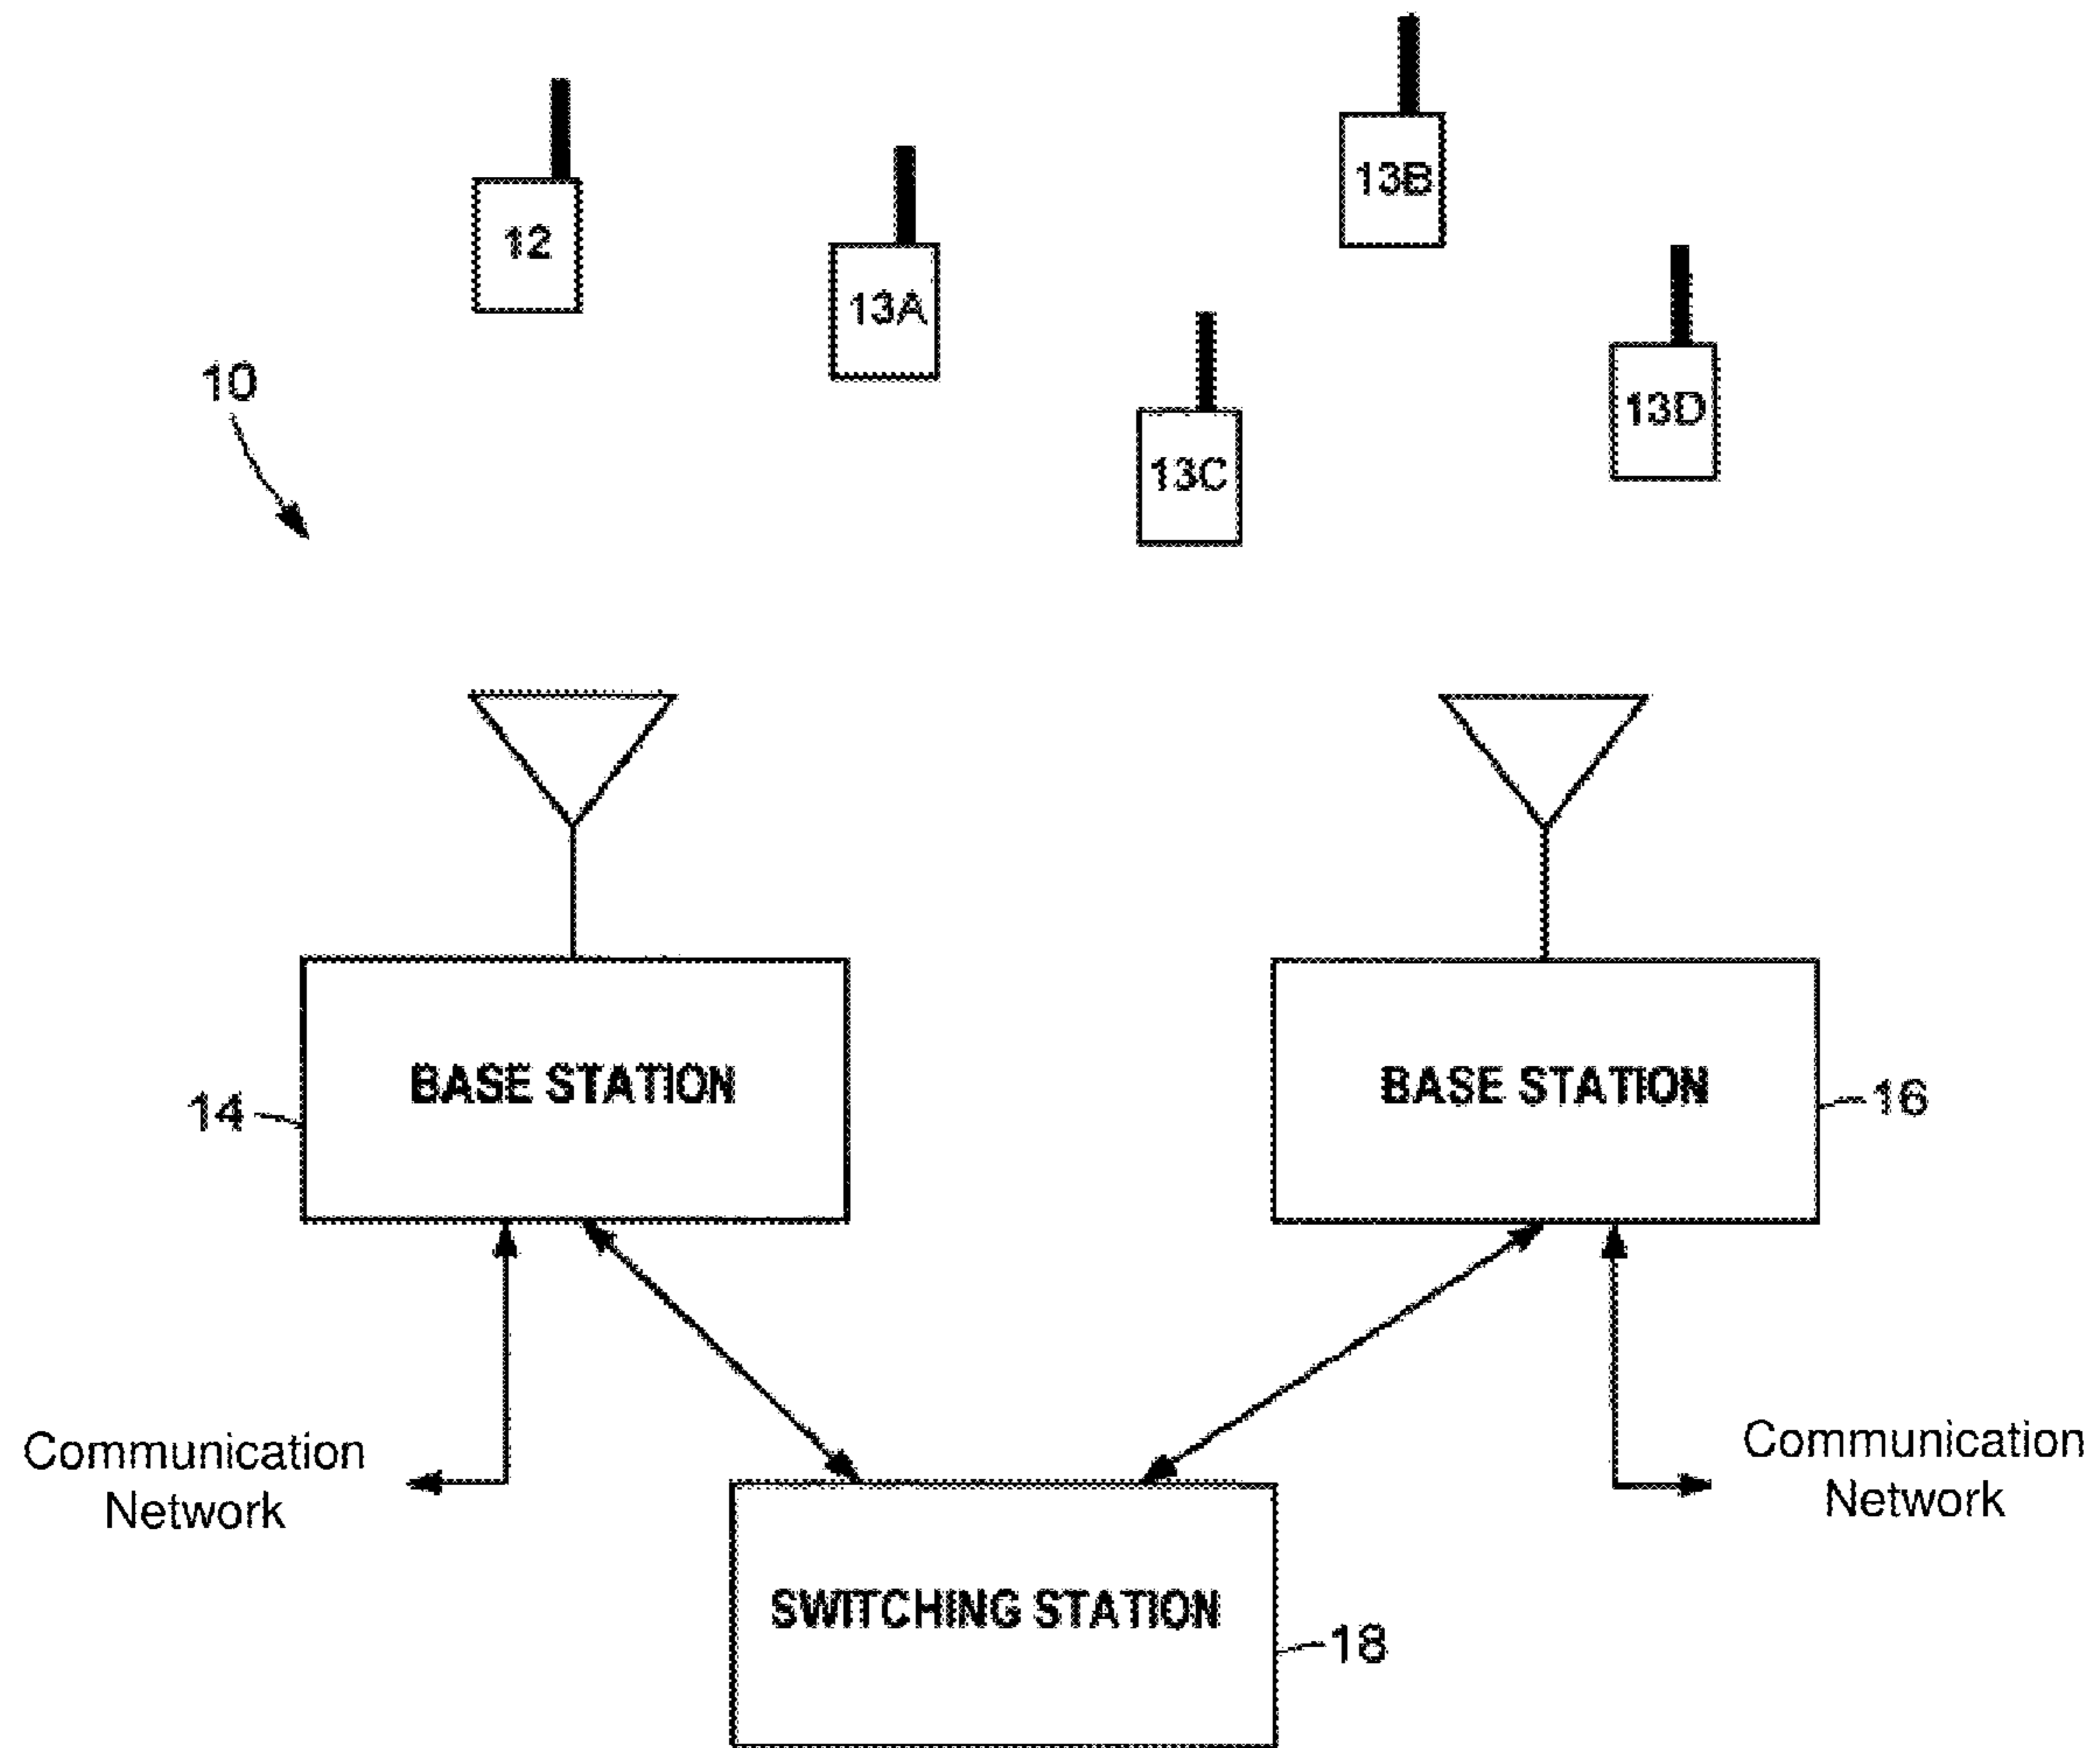 13B
12
13A
10
13D
13C
BASE STATION
BASE STATION
14
16
Communication
Network
Communication
Network
SWITCHING STATION
18